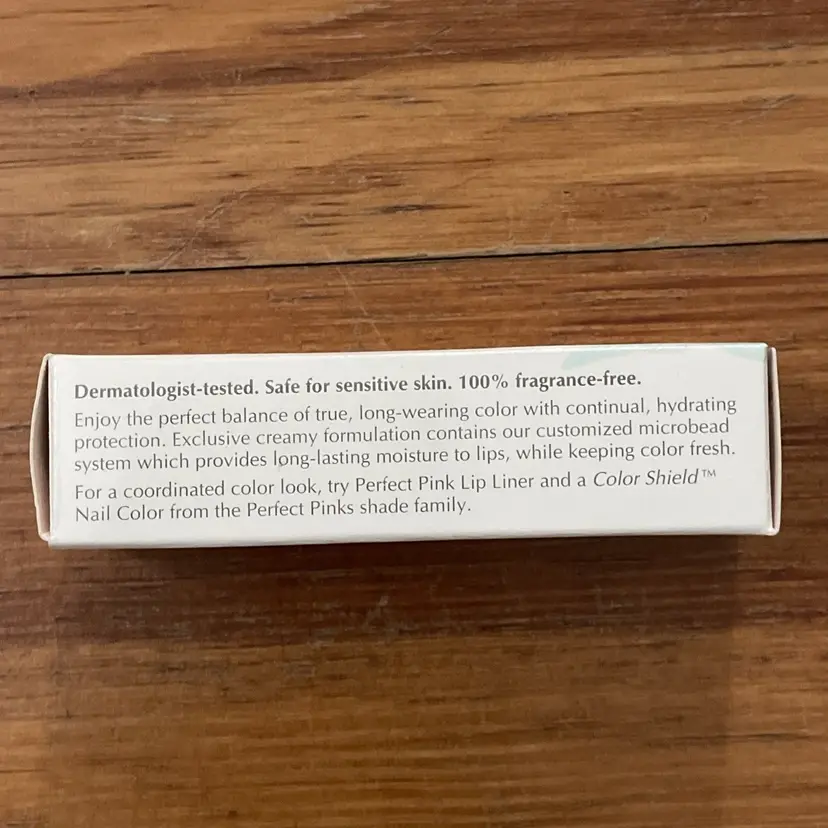 Dermatologist-tested. Safe for sensitive skin. 100% fragrance-free.
Enjoy the perfect balance of true, long-wearing color with continual, hydrating
protection. Exclusive creamy formulation contains our customized microbead
system which provides long-lasting moisture to lips, while keeping color fresh.
For a coordinated color look, try Perfect Pink Lip Liner and a Color Shield™
Nail Color from the Perfect Pinks shade family.